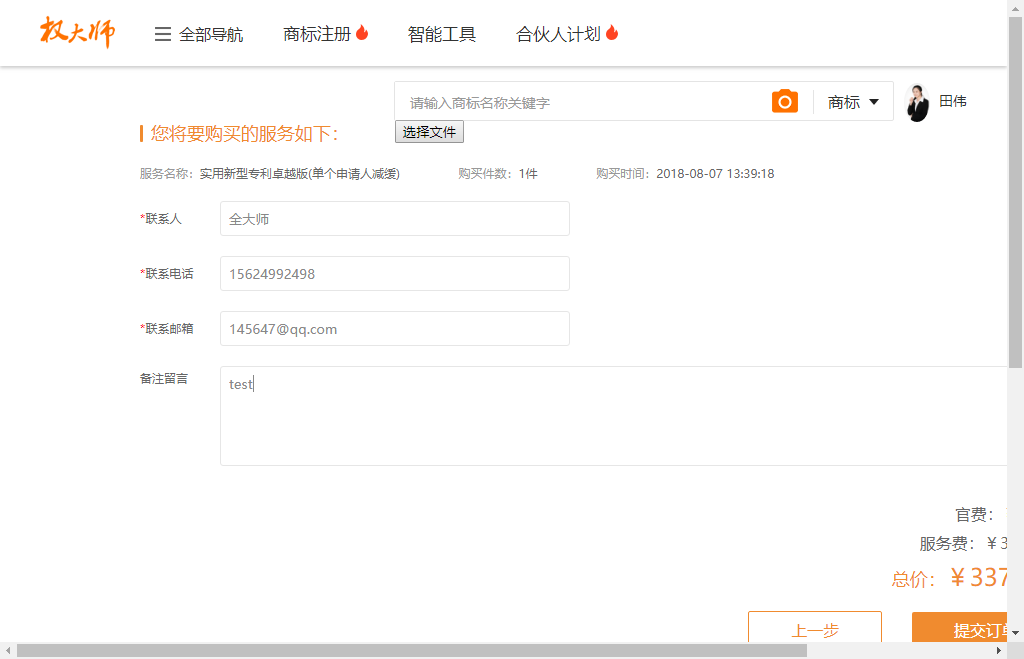 权大师
全部导航 商标注册 智能工具 合伙人计划
请输入商标名称关键字 商标 田伟
选择文件
您将要购买的服务如下：
服务名称：实用新型专利卓越版(单个申请人减缓) 购买件数：1件 购买时间：2018-08-07 13:39:18
*联系人 全大师
*联系电话 15624992498
*联系邮箱 145647@qq.com
备注留言 test
官费：
服务费：￥3
总价：￥337
上一步 提交订单